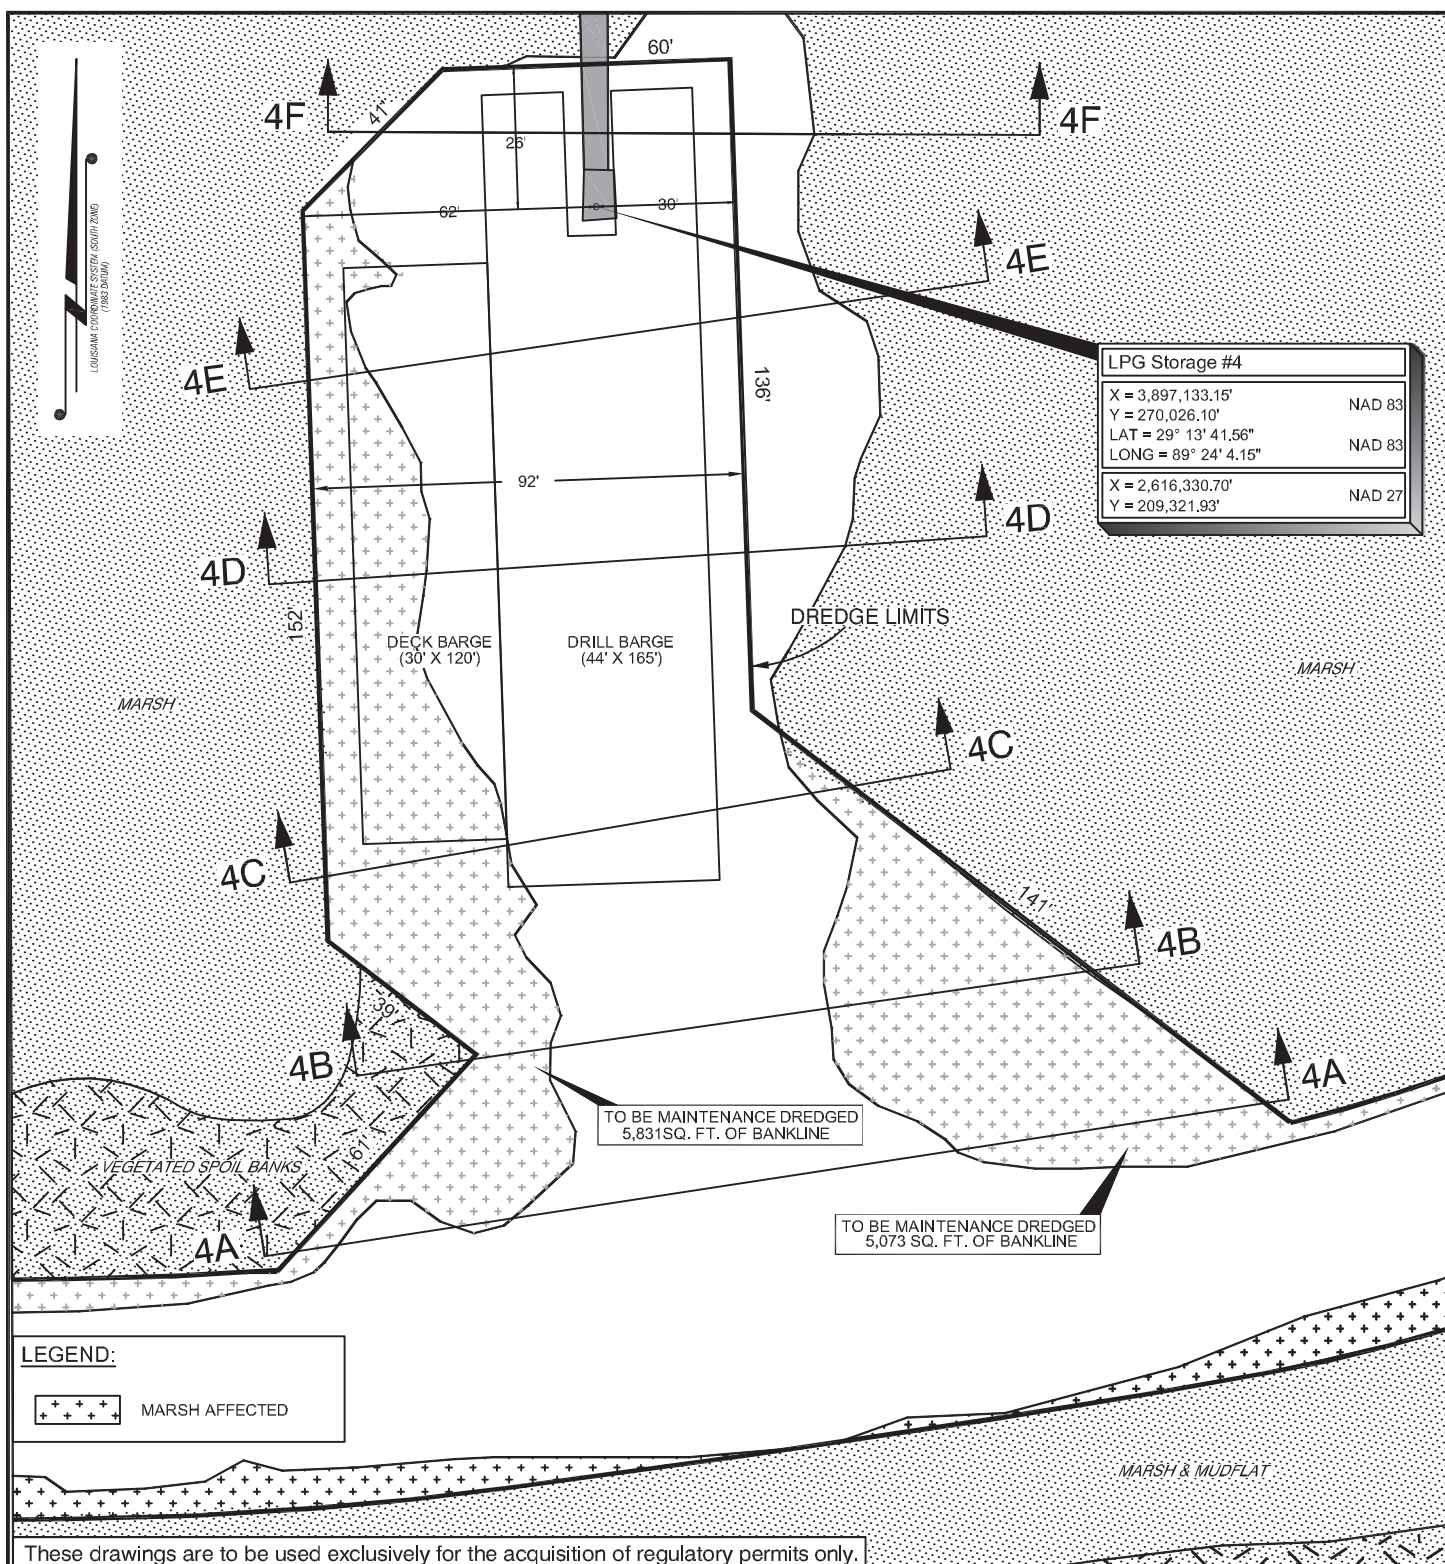 60'
4F
4F
41'
26'
LOUISIANA COORDINATE SYSTEM (SOUTH ZONE)
(1983 DATUM)
62'
30'
4E
4E
LPG Storage #4
X = 3,897,133.15'
Y = 270,026.10'
NAD 83
LAT = 29° 13' 41.56"
LONG = 89° 24' 4.15"
NAD 83
X = 2,616,330.70'
Y = 209,321.93'
NAD 27
136'
92'
4D
4D
152'
DREDGE LIMITS
DECK BARGE
(30' X 120')
DRILL BARGE
(44' X 165')
MARSH
MARSH
4C
4C
141'
4B
39'
4B
4A
TO BE MAINTENANCE DREDGED
5,831SQ. FT. OF BANKLINE
61'
VEGETATED SPOIL BANKS
4A
TO BE MAINTENANCE DREDGED
5,073 SQ. FT. OF BANKLINE
LEGEND:
MARSH AFFECTED
MARSH & MUDFLAT
These drawings are to be used exclusively for the acquisition of regulatory permits only.